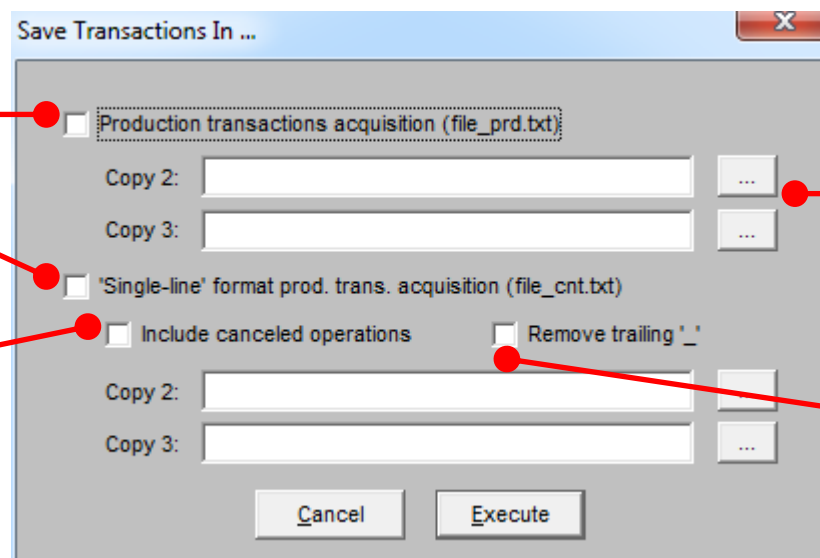 Save Transactions In ...
Production transactions acquisition (file_prd.txt)
Copy 2: ...
Copy 3: ...
'Single-line' format prod. trans. acquisition (file_cnt.txt)
Include canceled operations Remove trailing '_'
Copy 2: ...
Copy 3: ...
Cancel Execute